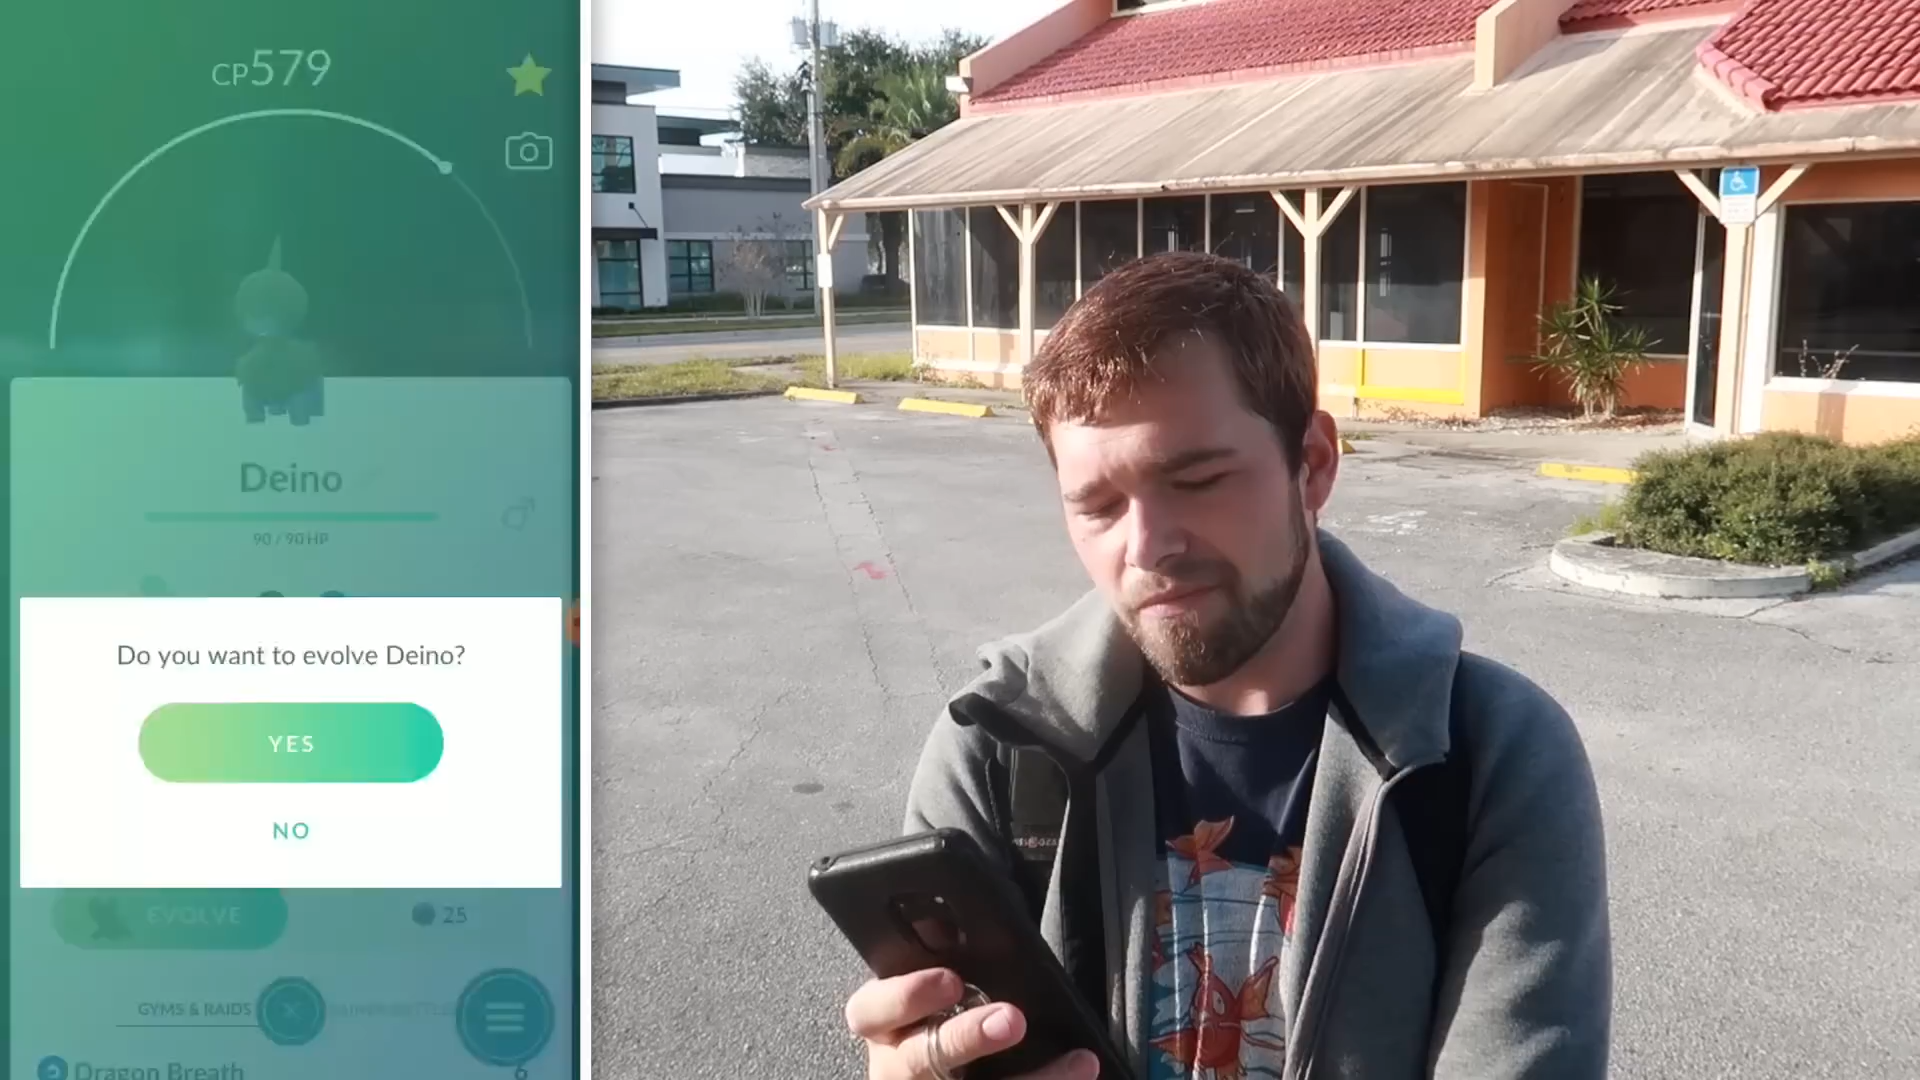 CP579
Deino
90 / 90 HP
Do you want to evolve Deino?
YES
NO
EVOLVE
25
GYMS & RAIDS
Dragon Breath
6